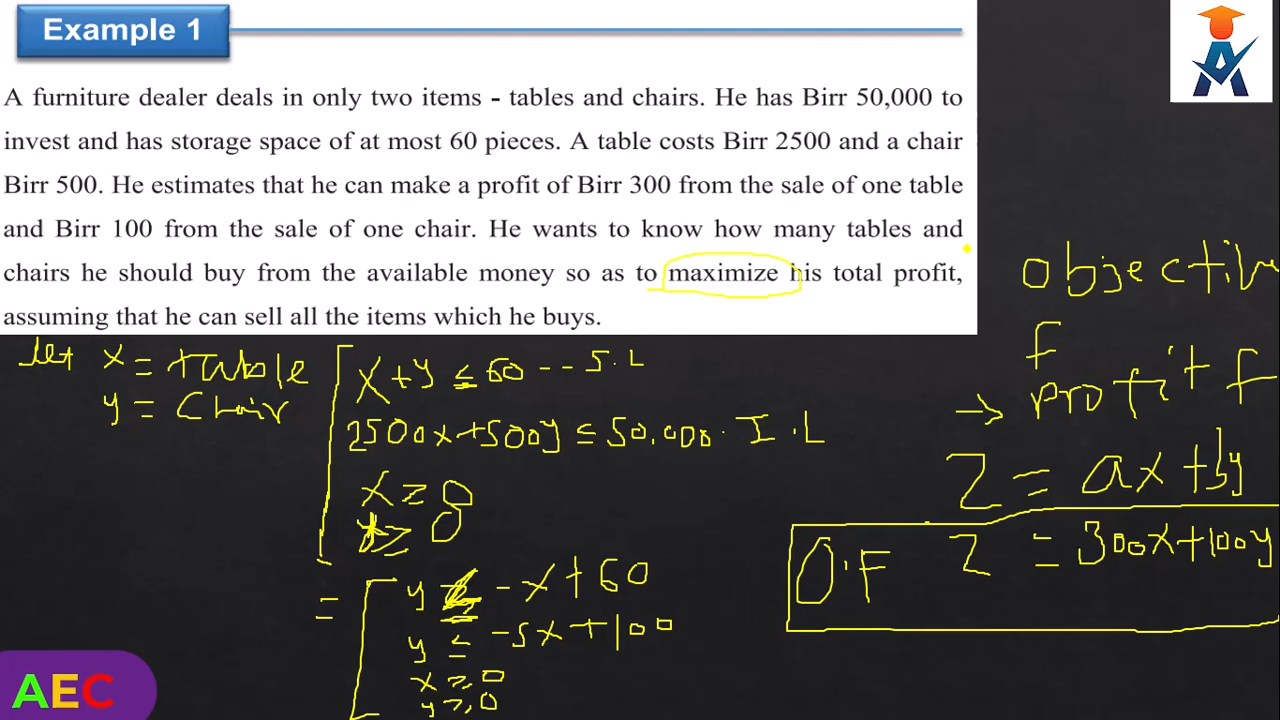 Example 1
A furniture dealer deals in only two items - tables and chairs. He has Birr 50,000 to
invest and has storage space of at most 60 pieces. A table costs Birr 2500 and a chair
Birr 500. He estimates that he can make a profit of Birr 300 from the sale of one table
and Birr 100 from the sale of one chair. He wants to know how many tables and
chairs he should buy from the available money so as to maximize his total profit,
assuming that he can sell all the items which he buys.
let x = table
y = Chair
x + y ≤ 60 -- S.L
2500x + 500y ≤ 50,000. I.L
x ≥ 0
y ≥ 0
= y ≤ -x + 60
y ≤ -5x + 100
x ≥ 0
y ≥ 0
objectiv
f
→ profit f
Z = ax + by
O.F Z = 300x + 100y
AEC